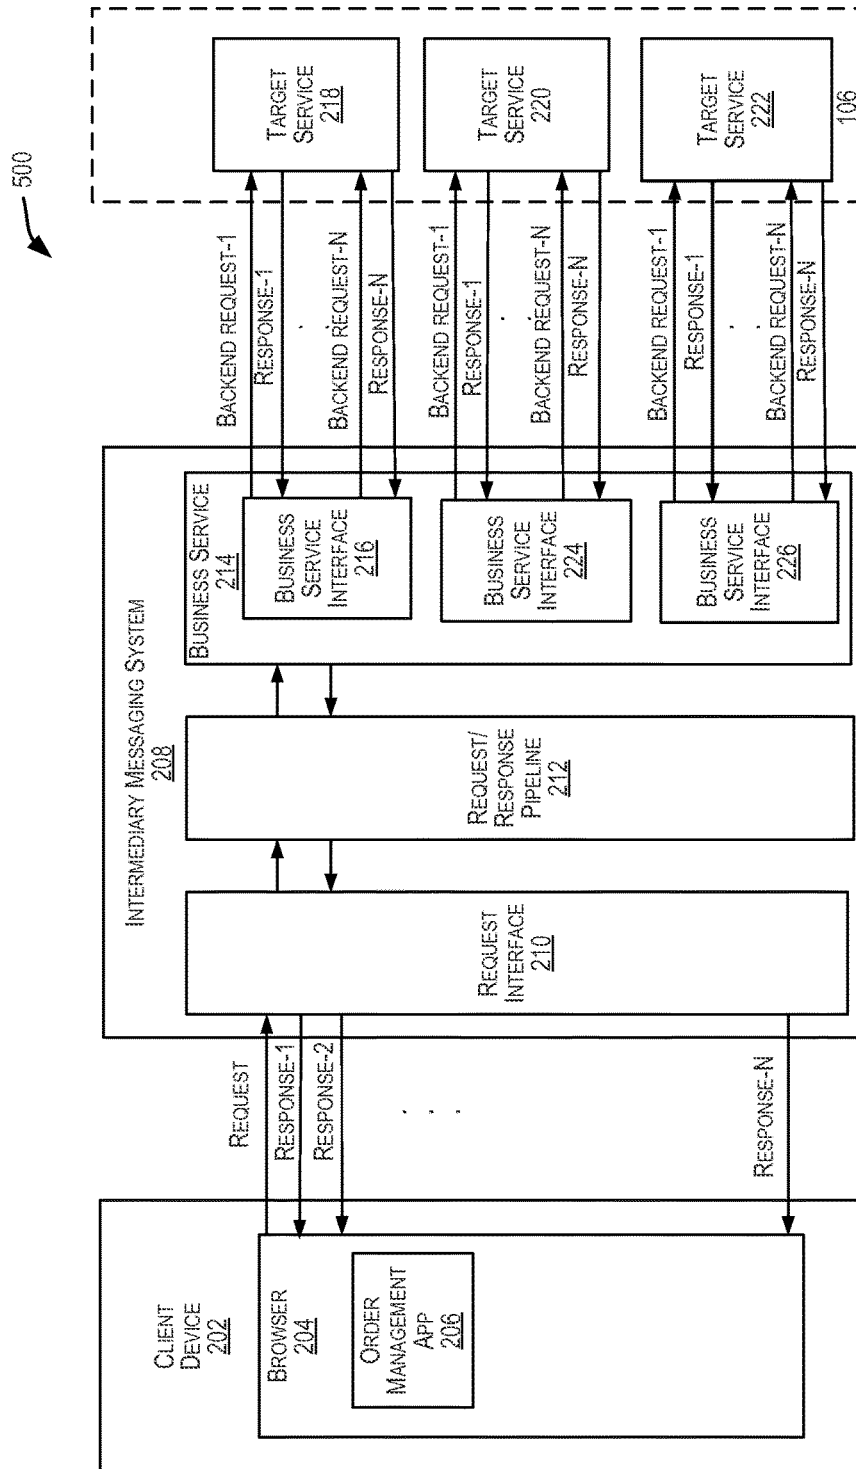 500
CLIENT
DEVICE
202
BROWSER
204
ORDER
MANAGEMENT
APP
206
REQUEST
RESPONSE-1
RESPONSE-2
. . .
RESPONSE-N
INTERMEDIARY MESSAGING SYSTEM
208
REQUEST
INTERFACE
210
REQUEST/
RESPONSE
PIPELINE
212
BUSINESS SERVICE
214
BUSINESS
SERVICE
INTERFACE
216
BUSINESS
SERVICE
INTERFACE
224
BUSINESS
SERVICE
INTERFACE
226
BACKEND REQUEST-1
RESPONSE-1
BACKEND REQUEST-N
RESPONSE-N
BACKEND REQUEST-1
RESPONSE-1
. .
BACKEND REQUEST-N
RESPONSE-N
BACKEND REQUEST-1
RESPONSE-1
. .
BACKEND REQUEST-N
RESPONSE-N
TARGET
SERVICE
218
TARGET
SERVICE
220
TARGET
SERVICE
222
106